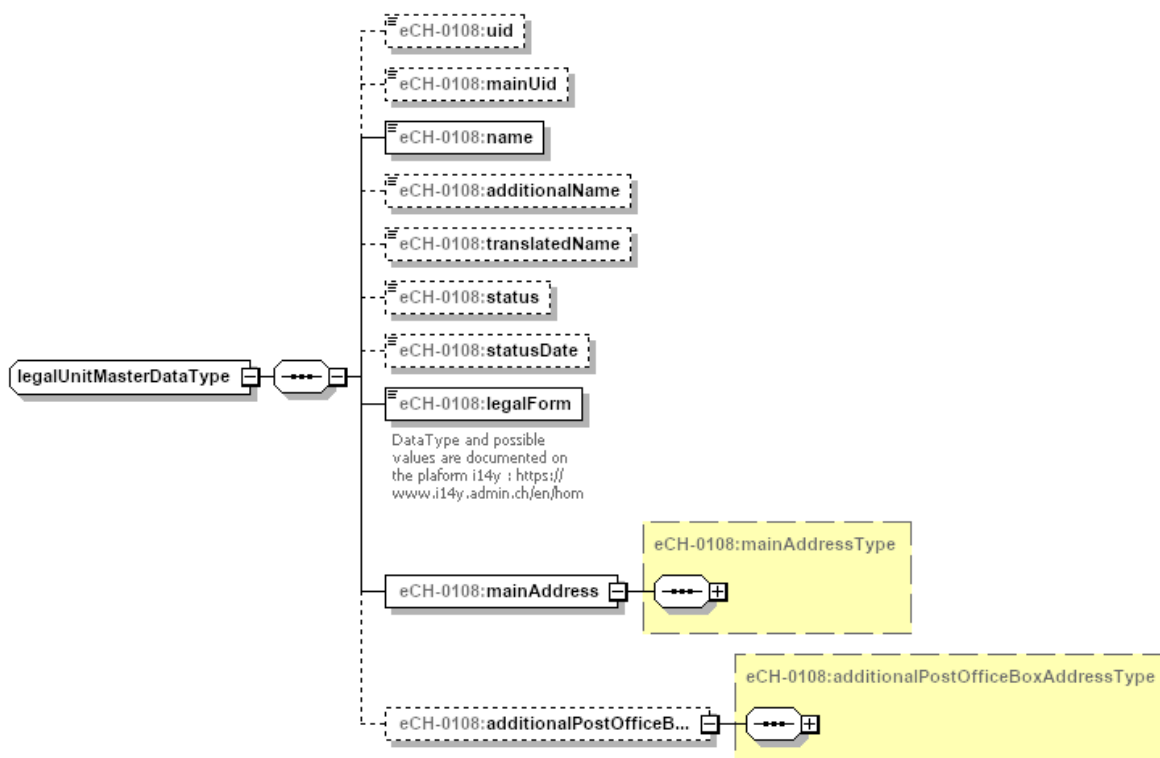 eCH-0108:uid
eCH-0108:mainUid
eCH-0108:name
eCH-0108:additionalName
eCH-0108:translatedName
eCH-0108:status
eCH-0108:statusDate
legalUnitMasterDataType
eCH-0108:legalForm
DataType and possible
values are documented on
the plaform i14y : https://
www.i14y.admin.ch/en/hom
eCH-0108:mainAddressType
eCH-0108:mainAddress
eCH-0108:additionalPostOfficeBoxAddressType
eCH-0108:additionalPostOfficeB...